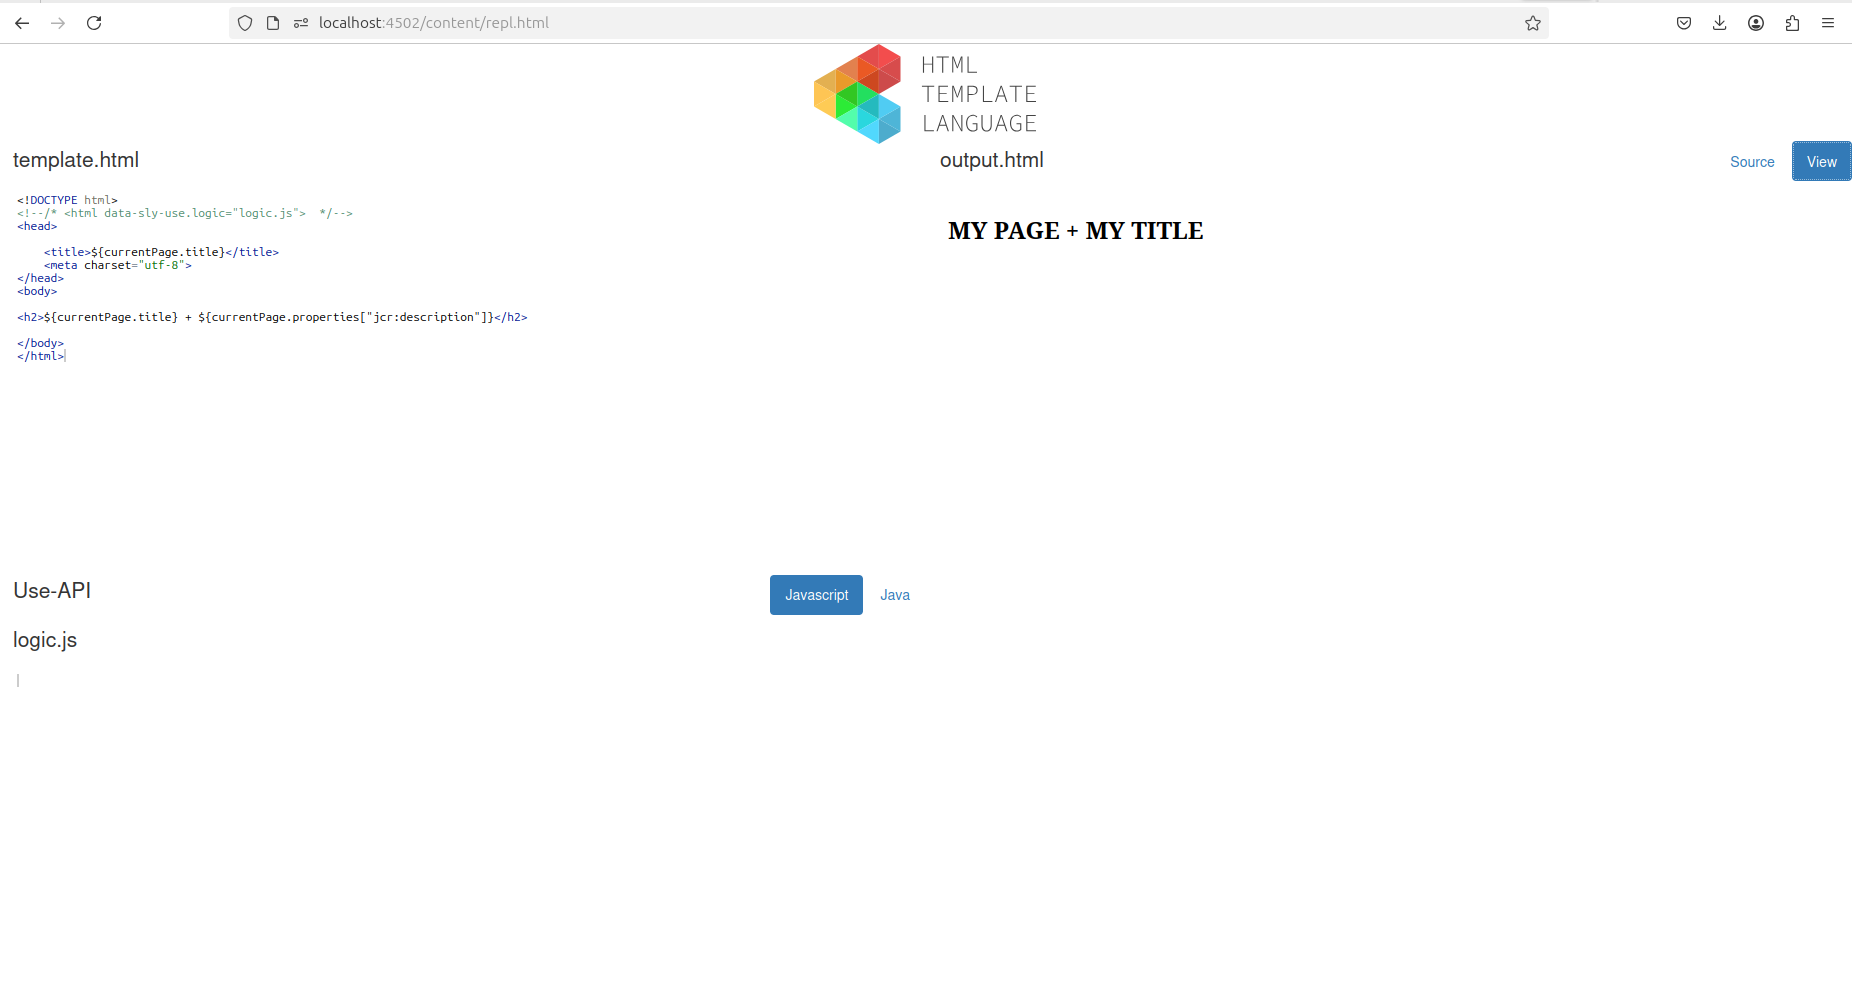 localhost:4502/content/repl.html
HTML
TEMPLATE
LANGUAGE
template.html
output.html
Source
View
<!DOCTYPE html>
<!--/* <html data-sly-use.logic="logic.js">  */-->
<head>
<title>${currentPage.title}</title>
<meta charset="utf-8">
</head>
<body>
<h2>${currentPage.title} + ${currentPage.properties["jcr:description"]}</h2>
</body>
</html>
MY PAGE + MY TITLE
Use-API
Javascript
Java
logic.js